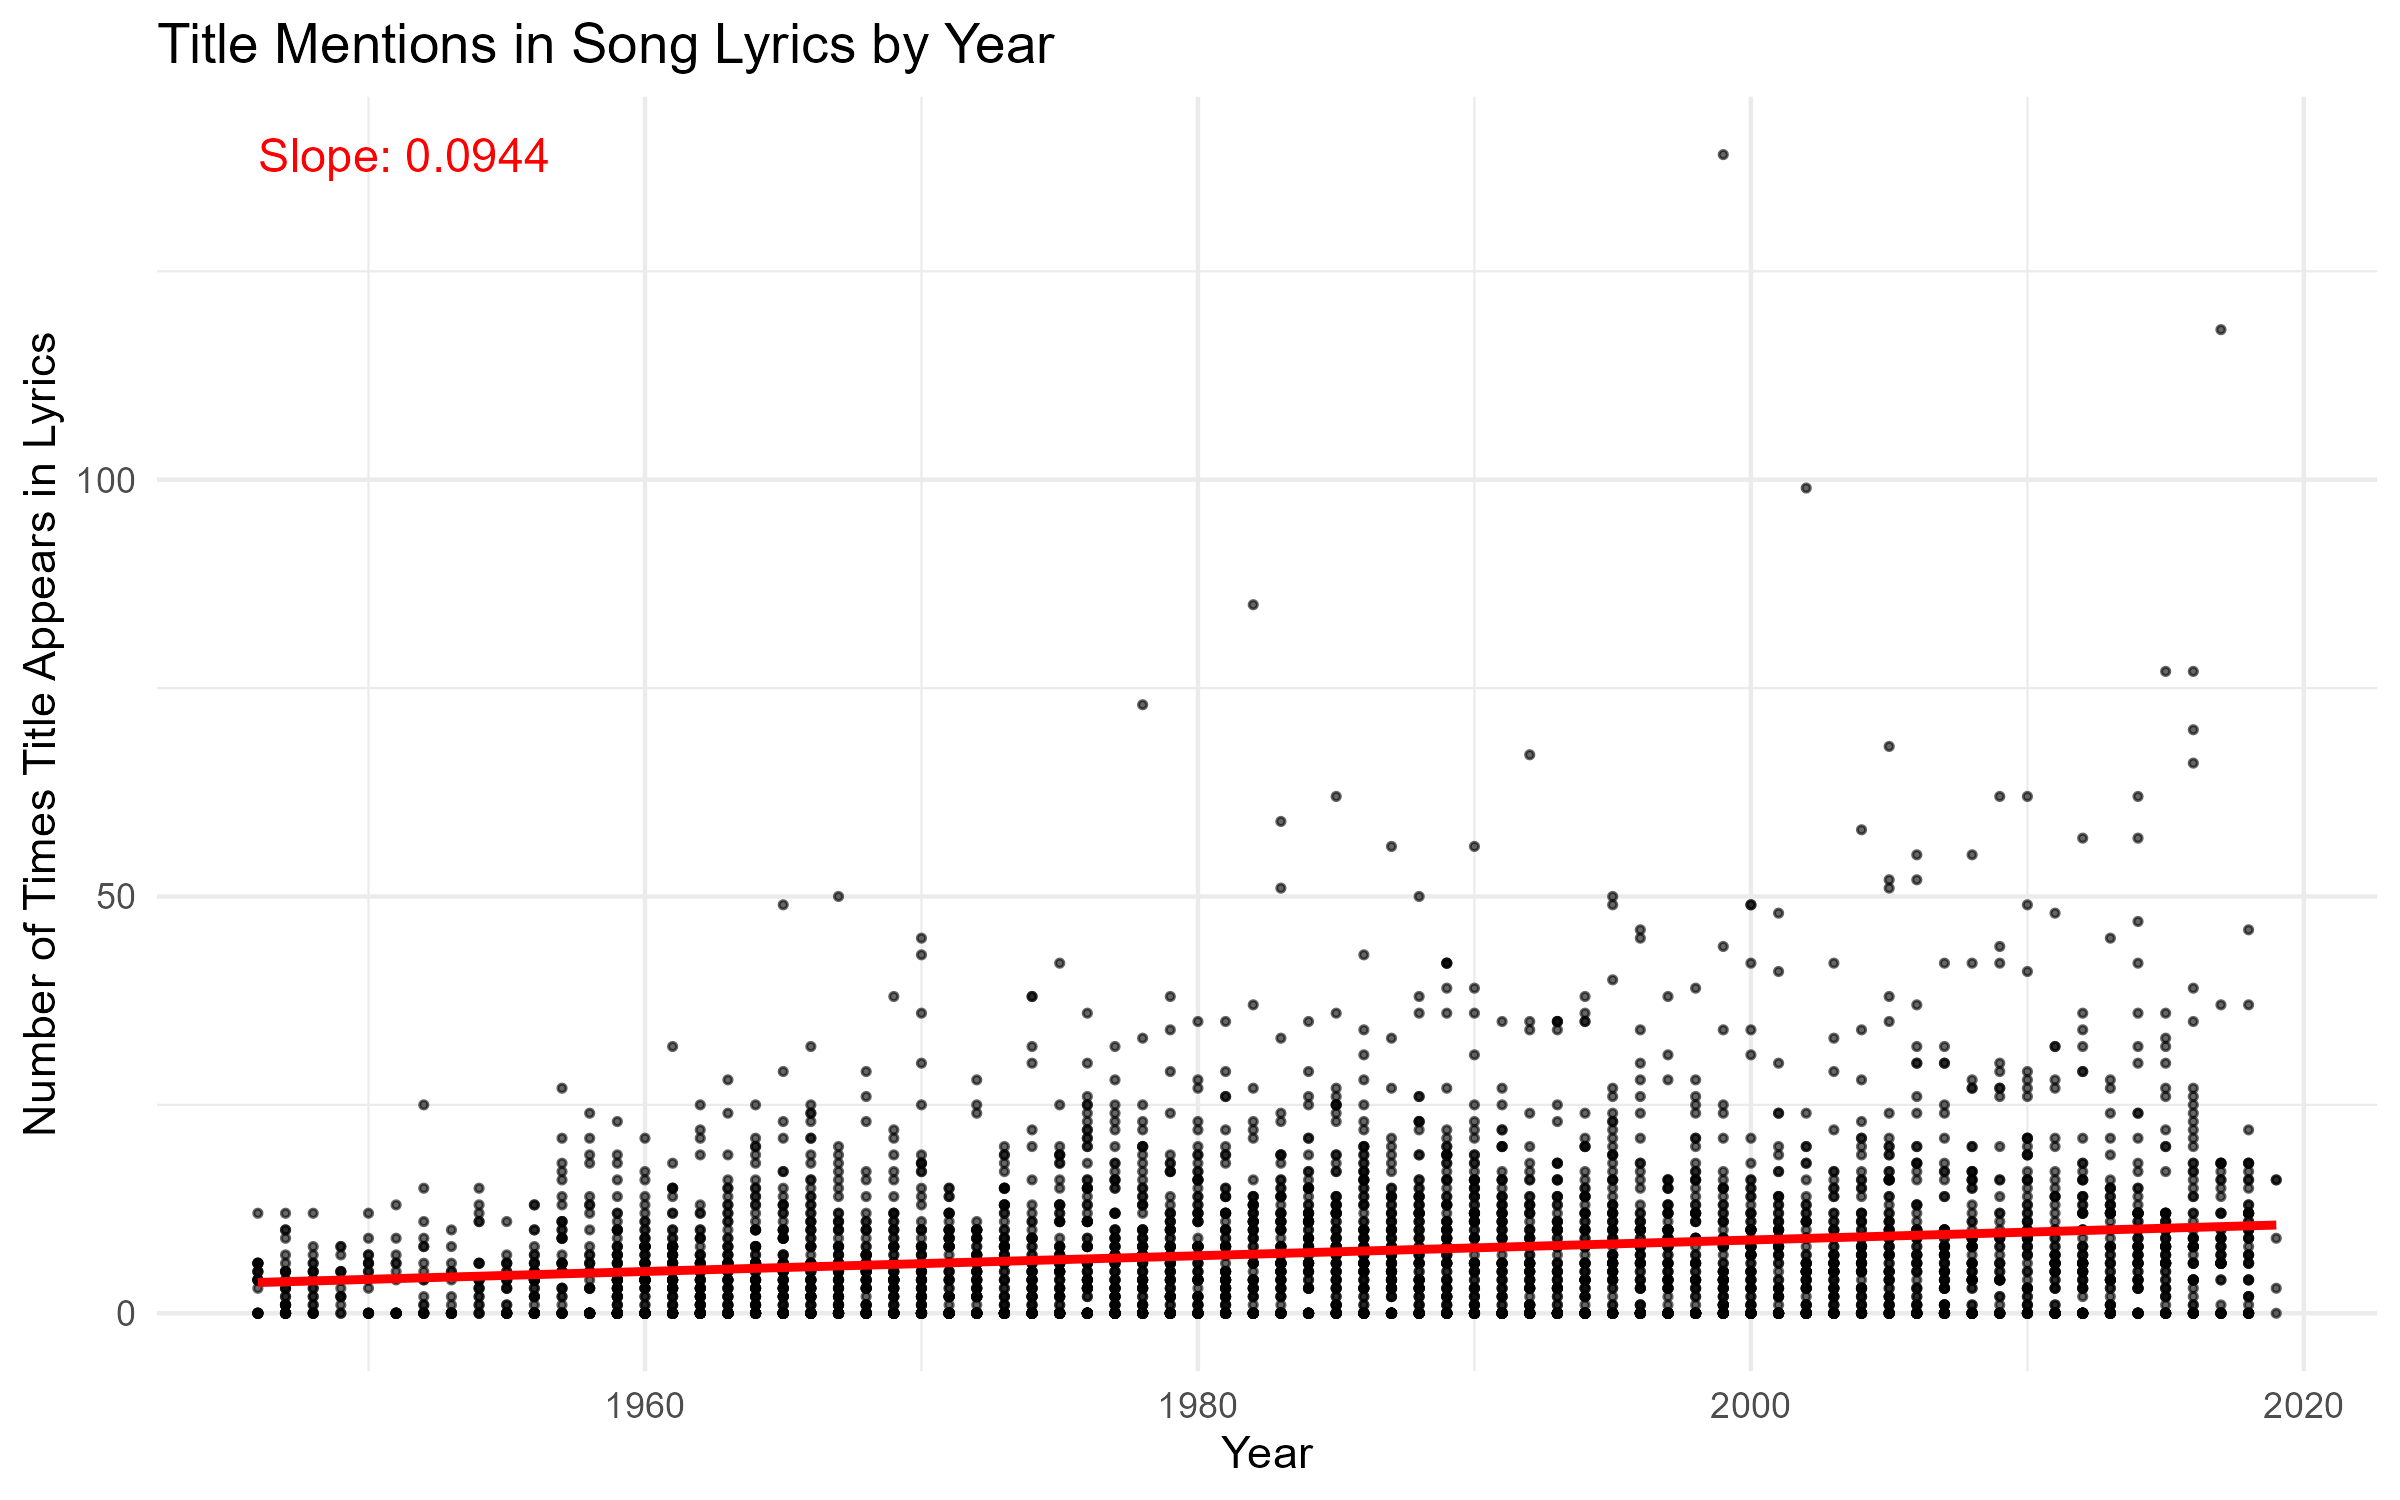 Title Mentions in Song Lyrics by Year
Slope: 0.0944
Number of Times Title Appears in Lyrics
100
50
0
1960
1980
2000
2020
Year